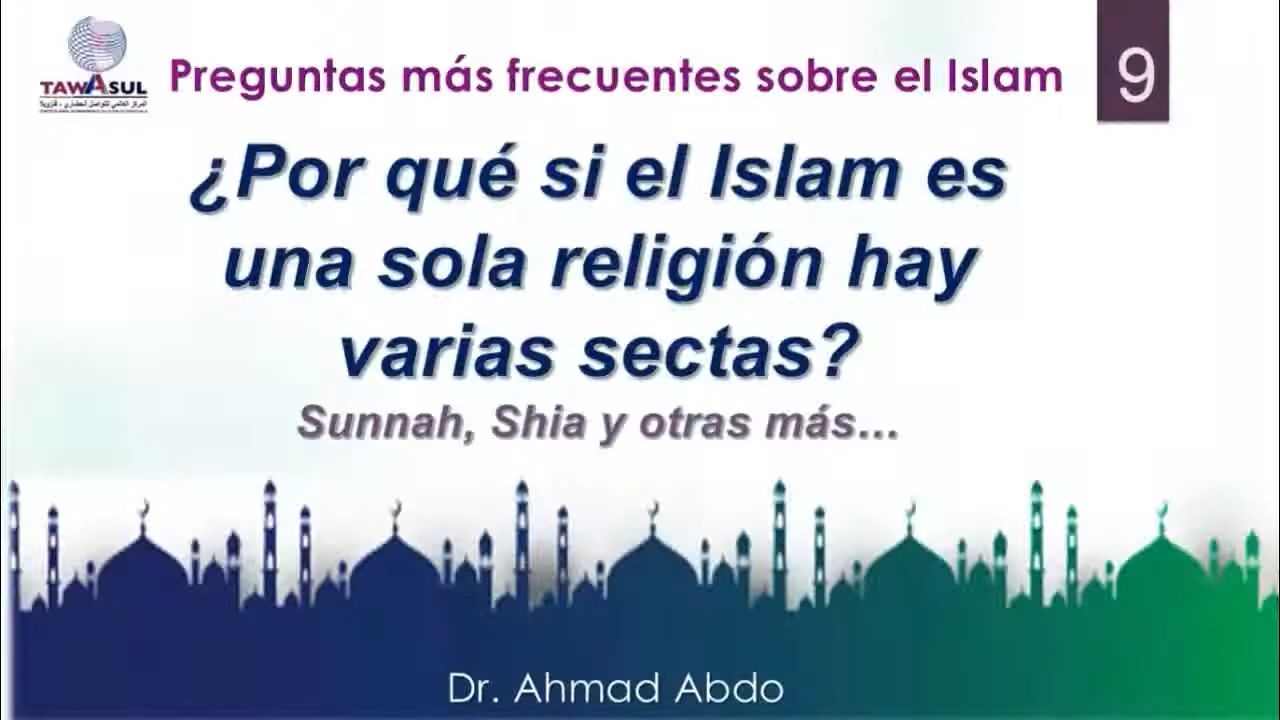 TAWASUL
Preguntas más frecuentes sobre el Islam
9
¿Por qué si el Islam es
una sola religión hay
varias sectas?
Sunnah, Shia y otras más...
Dr. Ahmad Abdo